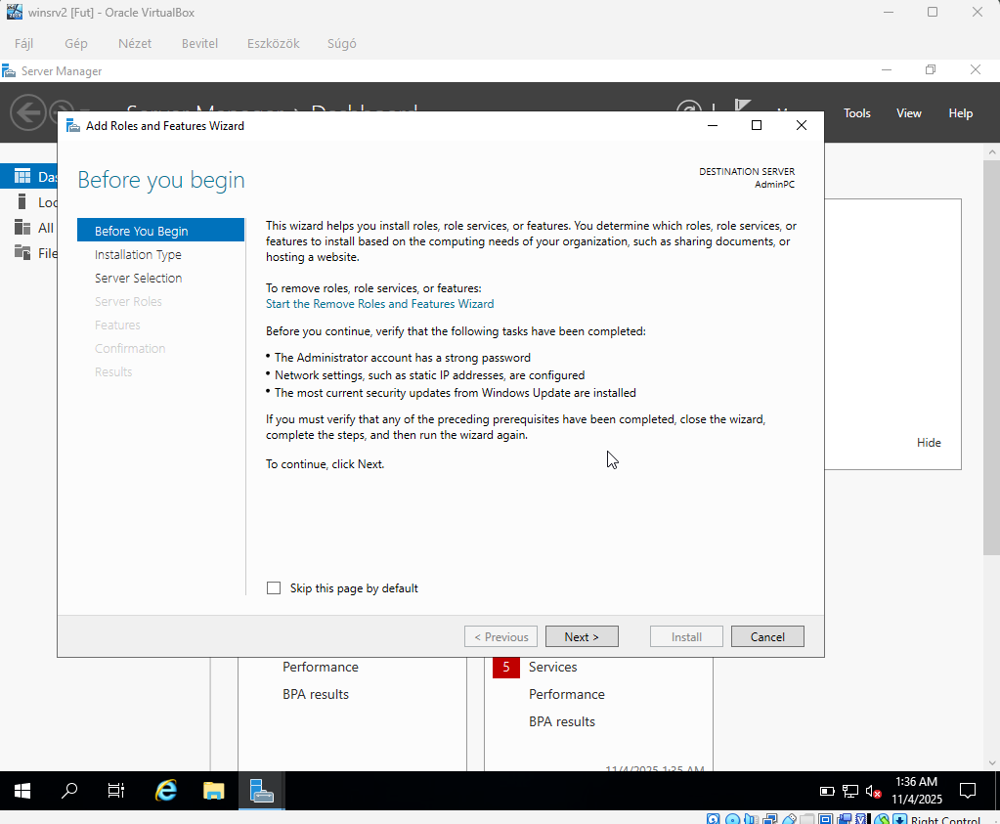 winsrv2 [Fut] - Oracle VirtualBox
Fájl Gép Nézet Bevitel Eszközök Súgó
Server Manager
Tools View Help
Add Roles and Features Wizard
Before you begin
DESTINATION SERVER
AdminPC
Before You Begin
Installation Type
Server Selection
Server Roles
Features
Confirmation
Results
This wizard helps you install roles, role services, or features. You determine which roles, role services, or
features to install based on the computing needs of your organization, such as sharing documents, or
hosting a website.
To remove roles, role services, or features:
Start the Remove Roles and Features Wizard
Before you continue, verify that the following tasks have been completed:
• The Administrator account has a strong password
• Network settings, such as static IP addresses, are configured
• The most current security updates from Windows Update are installed
If you must verify that any of the preceding prerequisites have been completed, close the wizard,
complete the steps, and then run the wizard again.
To continue, click Next.
Skip this page by default
< Previous Next > Install Cancel
All
Hide
Performance
BPA results
5 Services
Performance
BPA results
11/4/2025 1:35 AM
1:36 AM
11/4/2025
Right Control